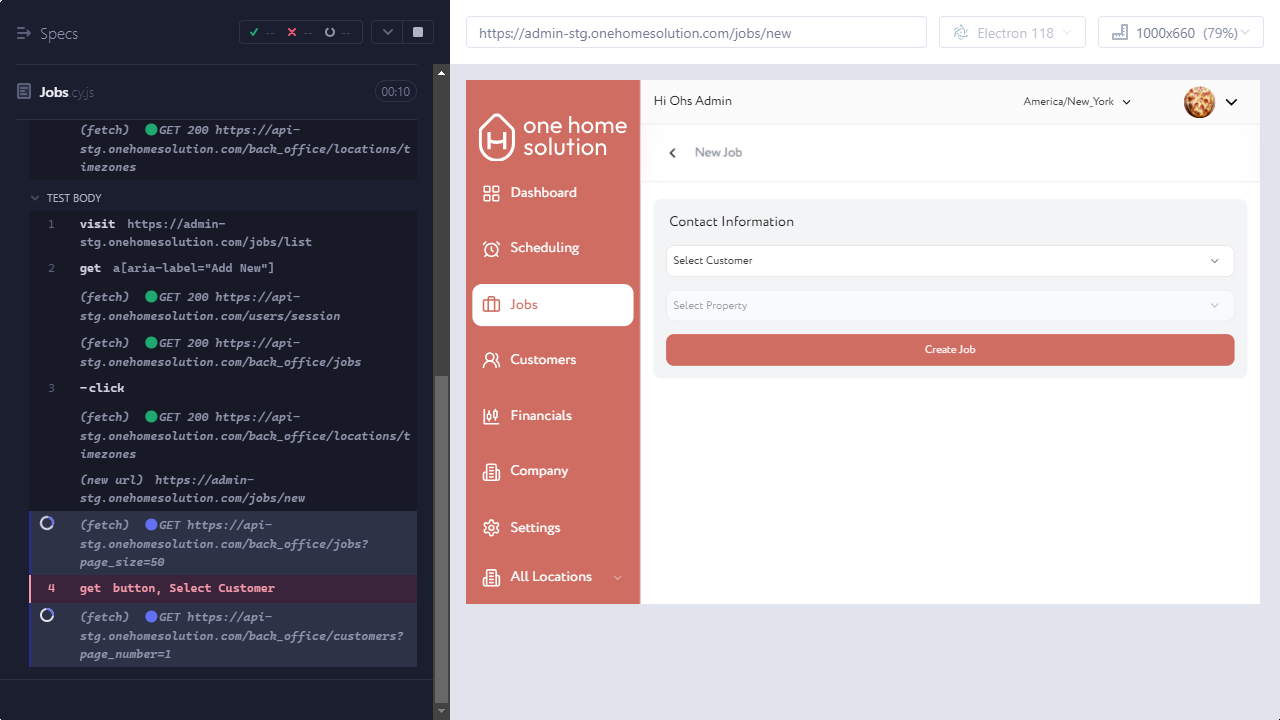 Specs
--
--
--
Jobs.cy.js
00:10
(fetch) GET 200 https://api-
stg.onehomesolution.com/back_office/locations/t
imezones
TEST BODY
1 visit https://admin-
stg.onehomesolution.com/jobs/list
2 get a[aria-label="Add New"]
(fetch) GET 200 https://api-
stg.onehomesolution.com/users/session
(fetch) GET 200 https://api-
stg.onehomesolution.com/back_office/jobs
3 -click
(fetch) GET 200 https://api-
stg.onehomesolution.com/back_office/locations/t
imezones
(new url) https://admin-
stg.onehomesolution.com/jobs/new
(fetch) GET https://api-
stg.onehomesolution.com/back_office/jobs?
page_size=50
4 get button, Select Customer
(fetch) GET https://api-
stg.onehomesolution.com/back_office/customers?
page_number=1
https://admin-stg.onehomesolution.com/jobs/new
Electron 118
1000x660 (79%)
one home
solution
Dashboard
Scheduling
Jobs
Customers
Financials
Company
Settings
All Locations
Hi Ohs Admin
America/New_York
New Job
Contact Information
Select Customer
Select Property
Create Job